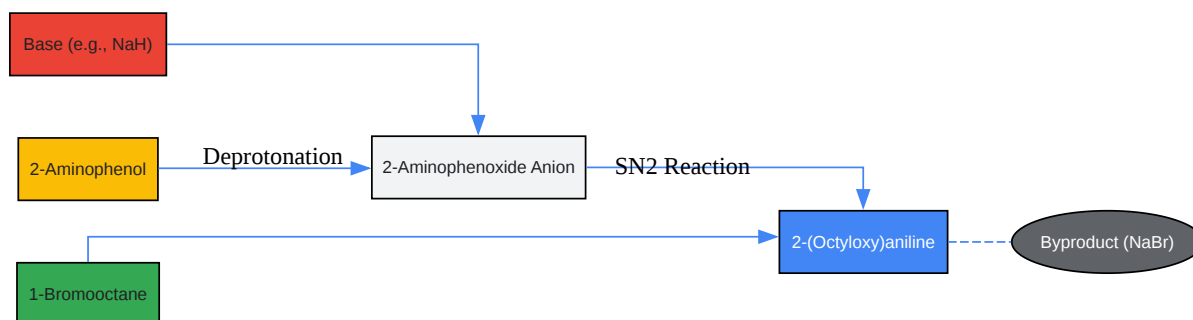 Base (e.g., NaH)
2-Aminophenol
Deprotonation
2-Aminophenoxide Anion
SN2 Reaction
2-(Octyloxy)aniline
Byproduct (NaBr)
1-Bromooctane